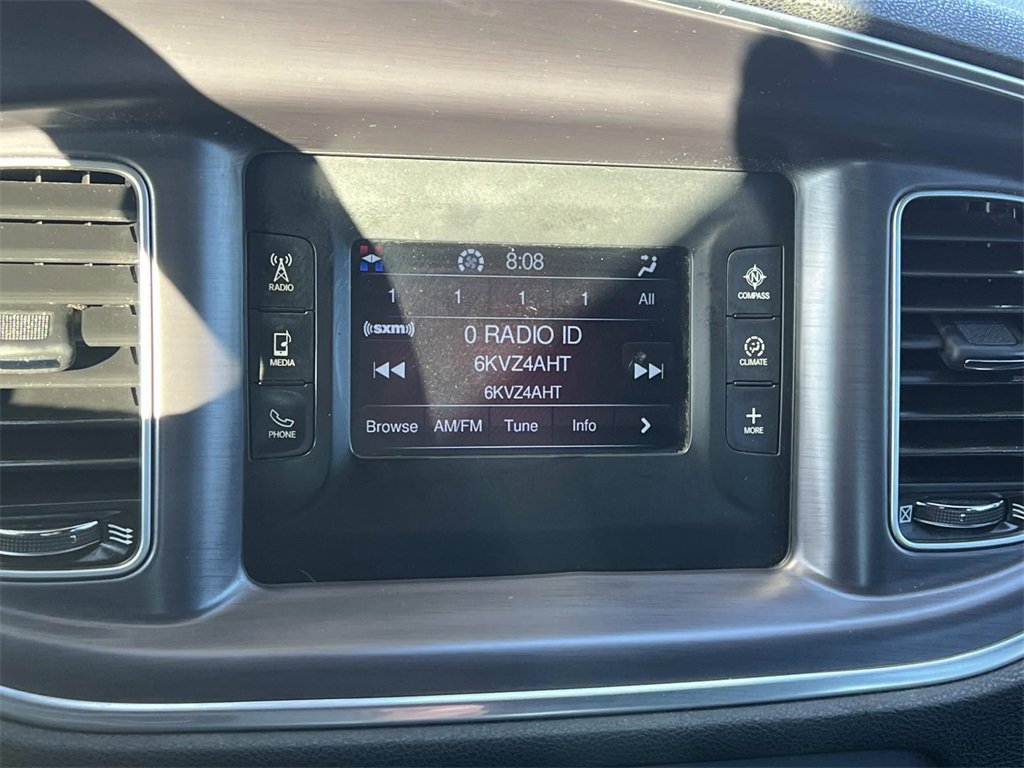 8:08
1 1 1 1 All
((sxm))
0 RADIO ID
6KVZ4AHT
6KVZ4AHT
Browse AM/FM Tune Info
RADIO
MEDIA
PHONE
N
COMPASS
CLIMATE
MORE